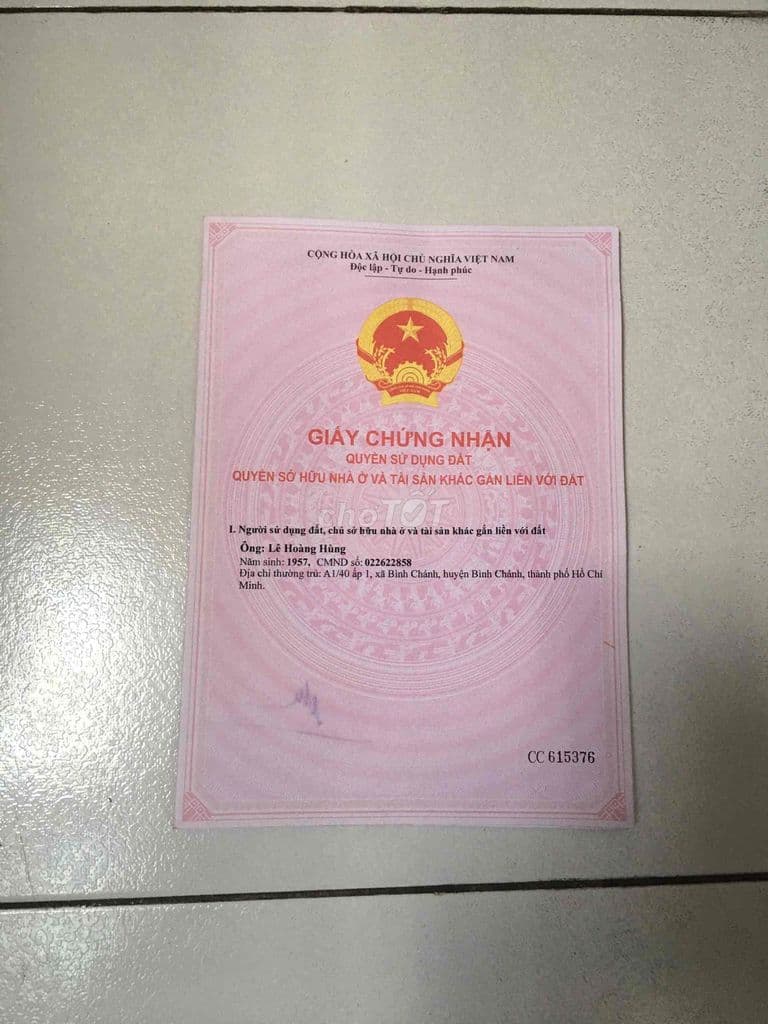 CỘNG HÒA XÃ HỘI CHỦ NGHĨA VIỆT NAM
Độc lập - Tự do - Hạnh phúc
VIỆT NAM
GIẤY CHỨNG NHẬN
QUYỀN SỬ DỤNG ĐẤT
QUYỀN SỞ HỮU NHÀ Ở VÀ TÀI SẢN KHÁC GẮN LIỀN VỚI ĐẤT
choTỐT
I. Người sử dụng đất, chủ sở hữu nhà ở và tài sản khác gắn liền với đất
Ông: Lê Hoàng Hùng
Năm sinh: 1957, CMND số: 022622858
Địa chỉ thường trú: A1/40 ấp 1, xã Bình Chánh, huyện Bình Chánh, thành phố Hồ Chí
Minh.
CC 615376